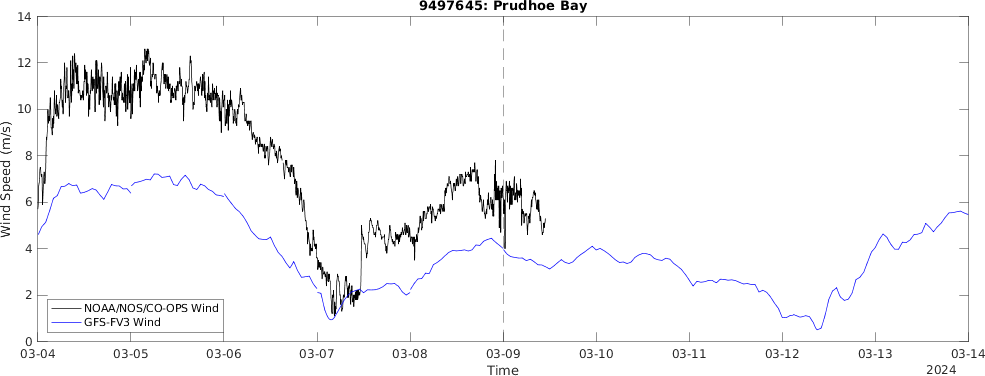 9497645: Prudhoe Bay
14
12
10
8
6
4
2
0
Wind Speed (m/s)
NOAA/NOS/CO-OPS Wind
GFS-FV3 Wind
03-04 03-05 03-06 03-07 03-08 03-09 03-10 03-11 03-12 03-13 03-14
Time
2024